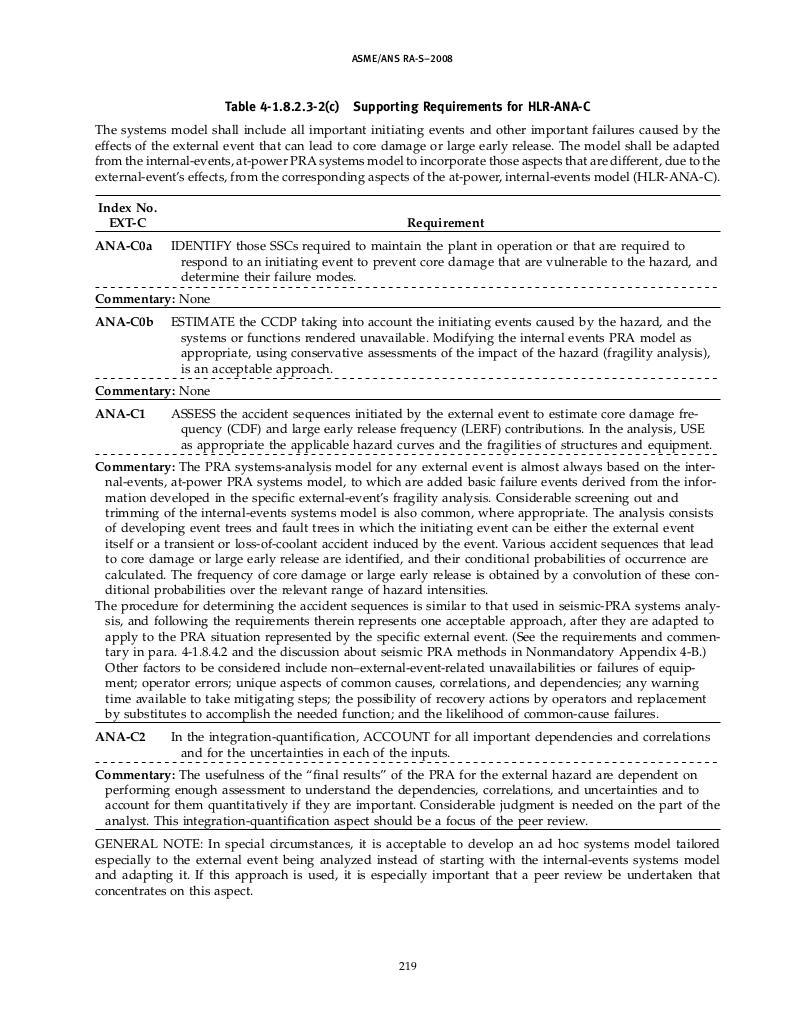 ASME/ANS RA-S–2008
Table 4-1.8.2.3-2(c) Supporting Requirements for HLR-ANA-C
The systems model shall include all important initiating events and other important failures caused by the
effects of the external event that can lead to core damage or large early release. The model shall be adapted
from the internal-events, at-power PRA systems model to incorporate those aspects that are different, due to the
external-event's effects, from the corresponding aspects of the at-power, internal-events model (HLR-ANA-C).
Index No.
EXT-C Requirement
ANA-C0a IDENTIFY those SSCs required to maintain the plant in operation or that are required to
respond to an initiating event to prevent core damage that are vulnerable to the hazard, and
determine their failure modes.
Commentary: None
ANA-C0b ESTIMATE the CCDP taking into account the initiating events caused by the hazard, and the
systems or functions rendered unavailable. Modifying the internal events PRA model as
appropriate, using conservative assessments of the impact of the hazard (fragility analysis),
is an acceptable approach.
Commentary: None
ANA-C1 ASSESS the accident sequences initiated by the external event to estimate core damage fre-
quency (CDF) and large early release frequency (LERF) contributions. In the analysis, USE
as appropriate the applicable hazard curves and the fragilities of structures and equipment.
Commentary: The PRA systems-analysis model for any external event is almost always based on the inter-
nal-events, at-power PRA systems model, to which are added basic failure events derived from the infor-
mation developed in the specific external-event's fragility analysis. Considerable screening out and
trimming of the internal-events systems model is also common, where appropriate. The analysis consists
of developing event trees and fault trees in which the initiating event can be either the external event
itself or a transient or loss-of-coolant accident induced by the event. Various accident sequences that lead
to core damage or large early release are identified, and their conditional probabilities of occurrence are
calculated. The frequency of core damage or large early release is obtained by a convolution of these con-
ditional probabilities over the relevant range of hazard intensities.
The procedure for determining the accident sequences is similar to that used in seismic-PRA systems analy-
sis, and following the requirements therein represents one acceptable approach, after they are adapted to
apply to the PRA situation represented by the specific external event. (See the requirements and commen-
tary in para. 4-1.8.4.2 and the discussion about seismic PRA methods in Nonmandatory Appendix 4-B.)
Other factors to be considered include non–external-event-related unavailabilities or failures of equip-
ment; operator errors; unique aspects of common causes, correlations, and dependencies; any warning
time available to take mitigating steps; the possibility of recovery actions by operators and replacement
by substitutes to accomplish the needed function; and the likelihood of common-cause failures.
ANA-C2 In the integration-quantification, ACCOUNT for all important dependencies and correlations
and for the uncertainties in each of the inputs.
Commentary: The usefulness of the "final results" of the PRA for the external hazard are dependent on
performing enough assessment to understand the dependencies, correlations, and uncertainties and to
account for them quantitatively if they are important. Considerable judgment is needed on the part of the
analyst. This integration-quantification aspect should be a focus of the peer review.
GENERAL NOTE: In special circumstances, it is acceptable to develop an ad hoc systems model tailored
especially to the external event being analyzed instead of starting with the internal-events systems model
and adapting it. If this approach is used, it is especially important that a peer review be undertaken that
concentrates on this aspect.
219